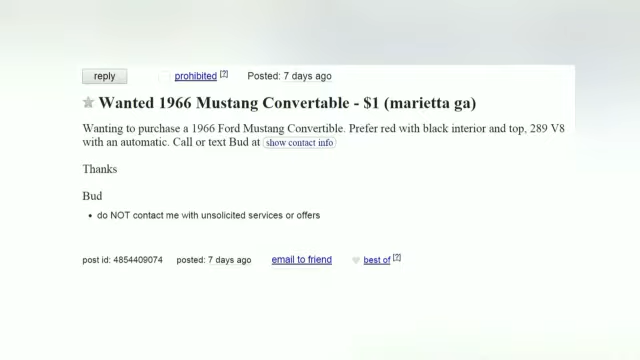 reply prohibited [?] Posted: 7 days ago
Wanted 1966 Mustang Convertable - $1 (marietta ga)
Wanting to purchase a 1966 Ford Mustang Convertible. Prefer red with black interior and top, 289 V8
with an automatic. Call or text Bud at show contact info
Thanks
Bud
• do NOT contact me with unsolicited services or offers
post id: 4854409074 posted: 7 days ago email to friend best of [?]